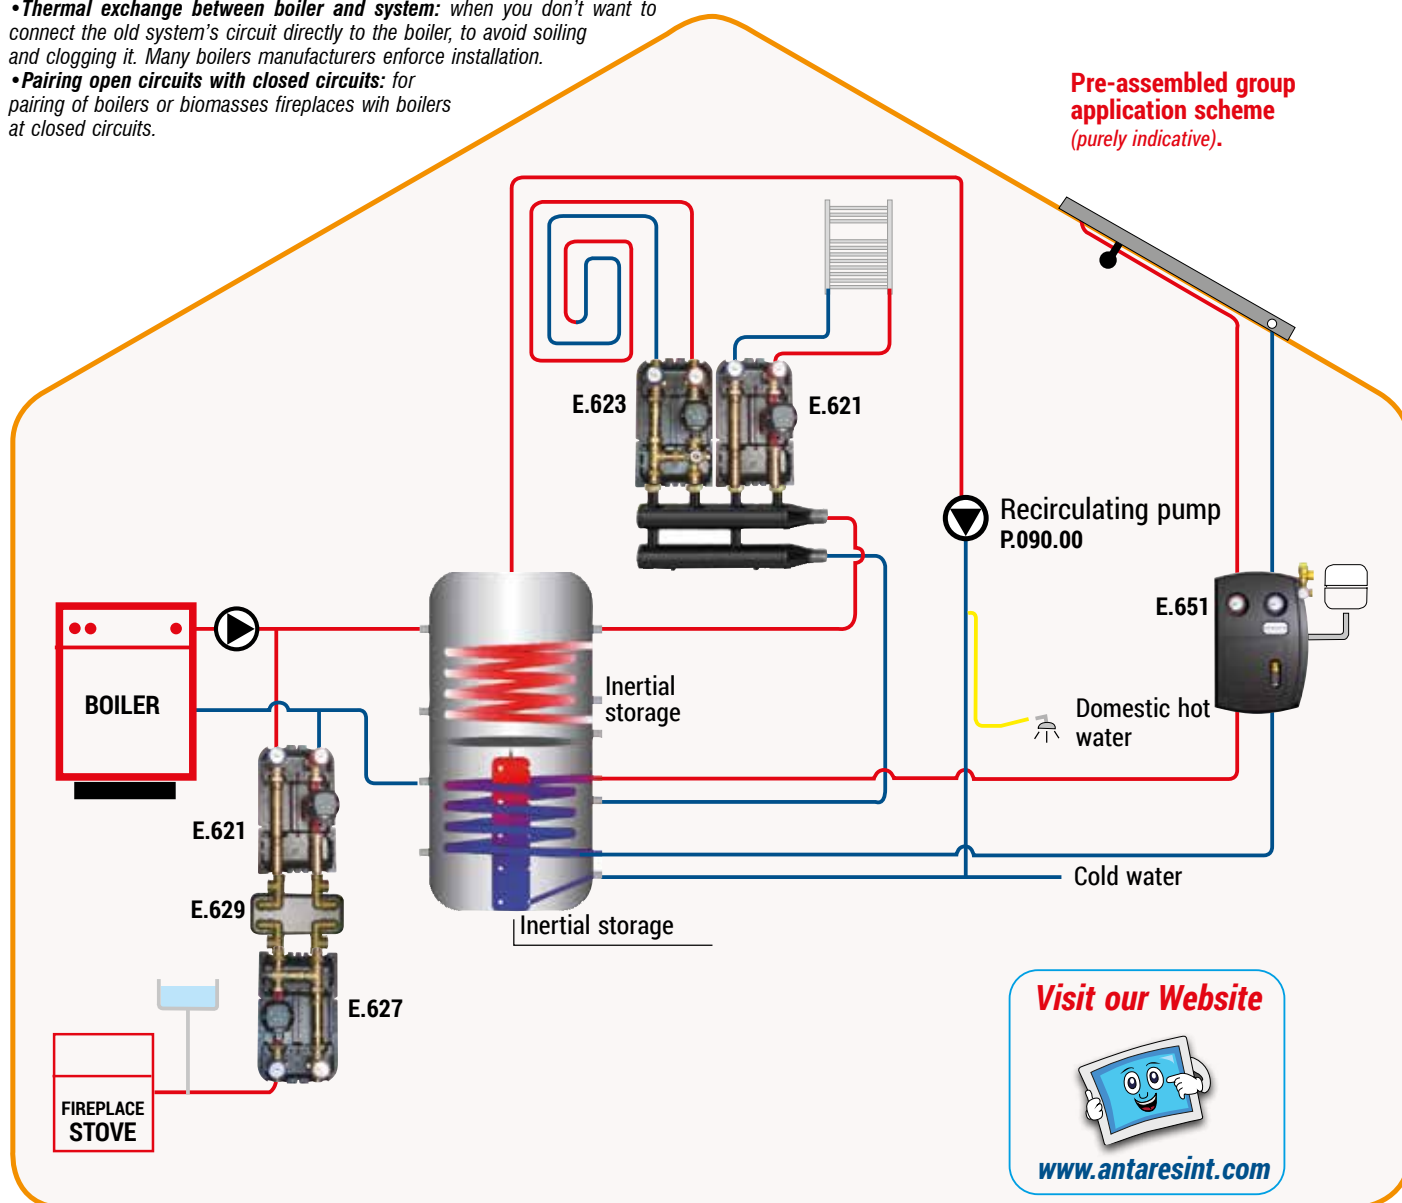 •Thermal exchange between boiler and system: when you don’t want to
connect the old system’s circuit directly to the boiler, to avoid soiling
and clogging it. Many boilers manufacturers enforce installation.
•Pairing open circuits with closed circuits: for
pairing of boilers or biomasses fireplaces wih boilers
at closed circuits.
Pre-assembled group
application scheme
(purely indicative).
E.623
E.621
Recirculating pump
P.090.00
E.651
BOILER
Inertial
storage
Domestic hot
water
E.621
Cold water
E.629
Inertial storage
E.627
FIREPLACE
STOVE
Visit our Website
www.antaresint.com